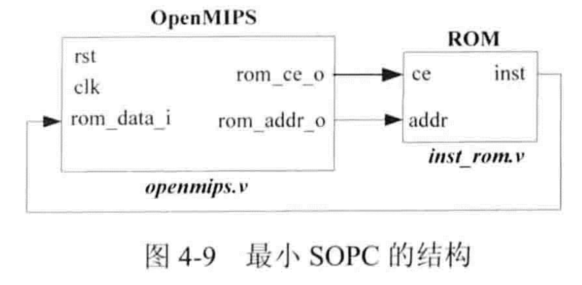 OpenMIPS
ROM
rst
clk
rom_data_i
rom_ce_o
rom_addr_o
ce
inst
addr
openmips.v
inst_rom.v
图 4-9 最小 SOPC 的结构